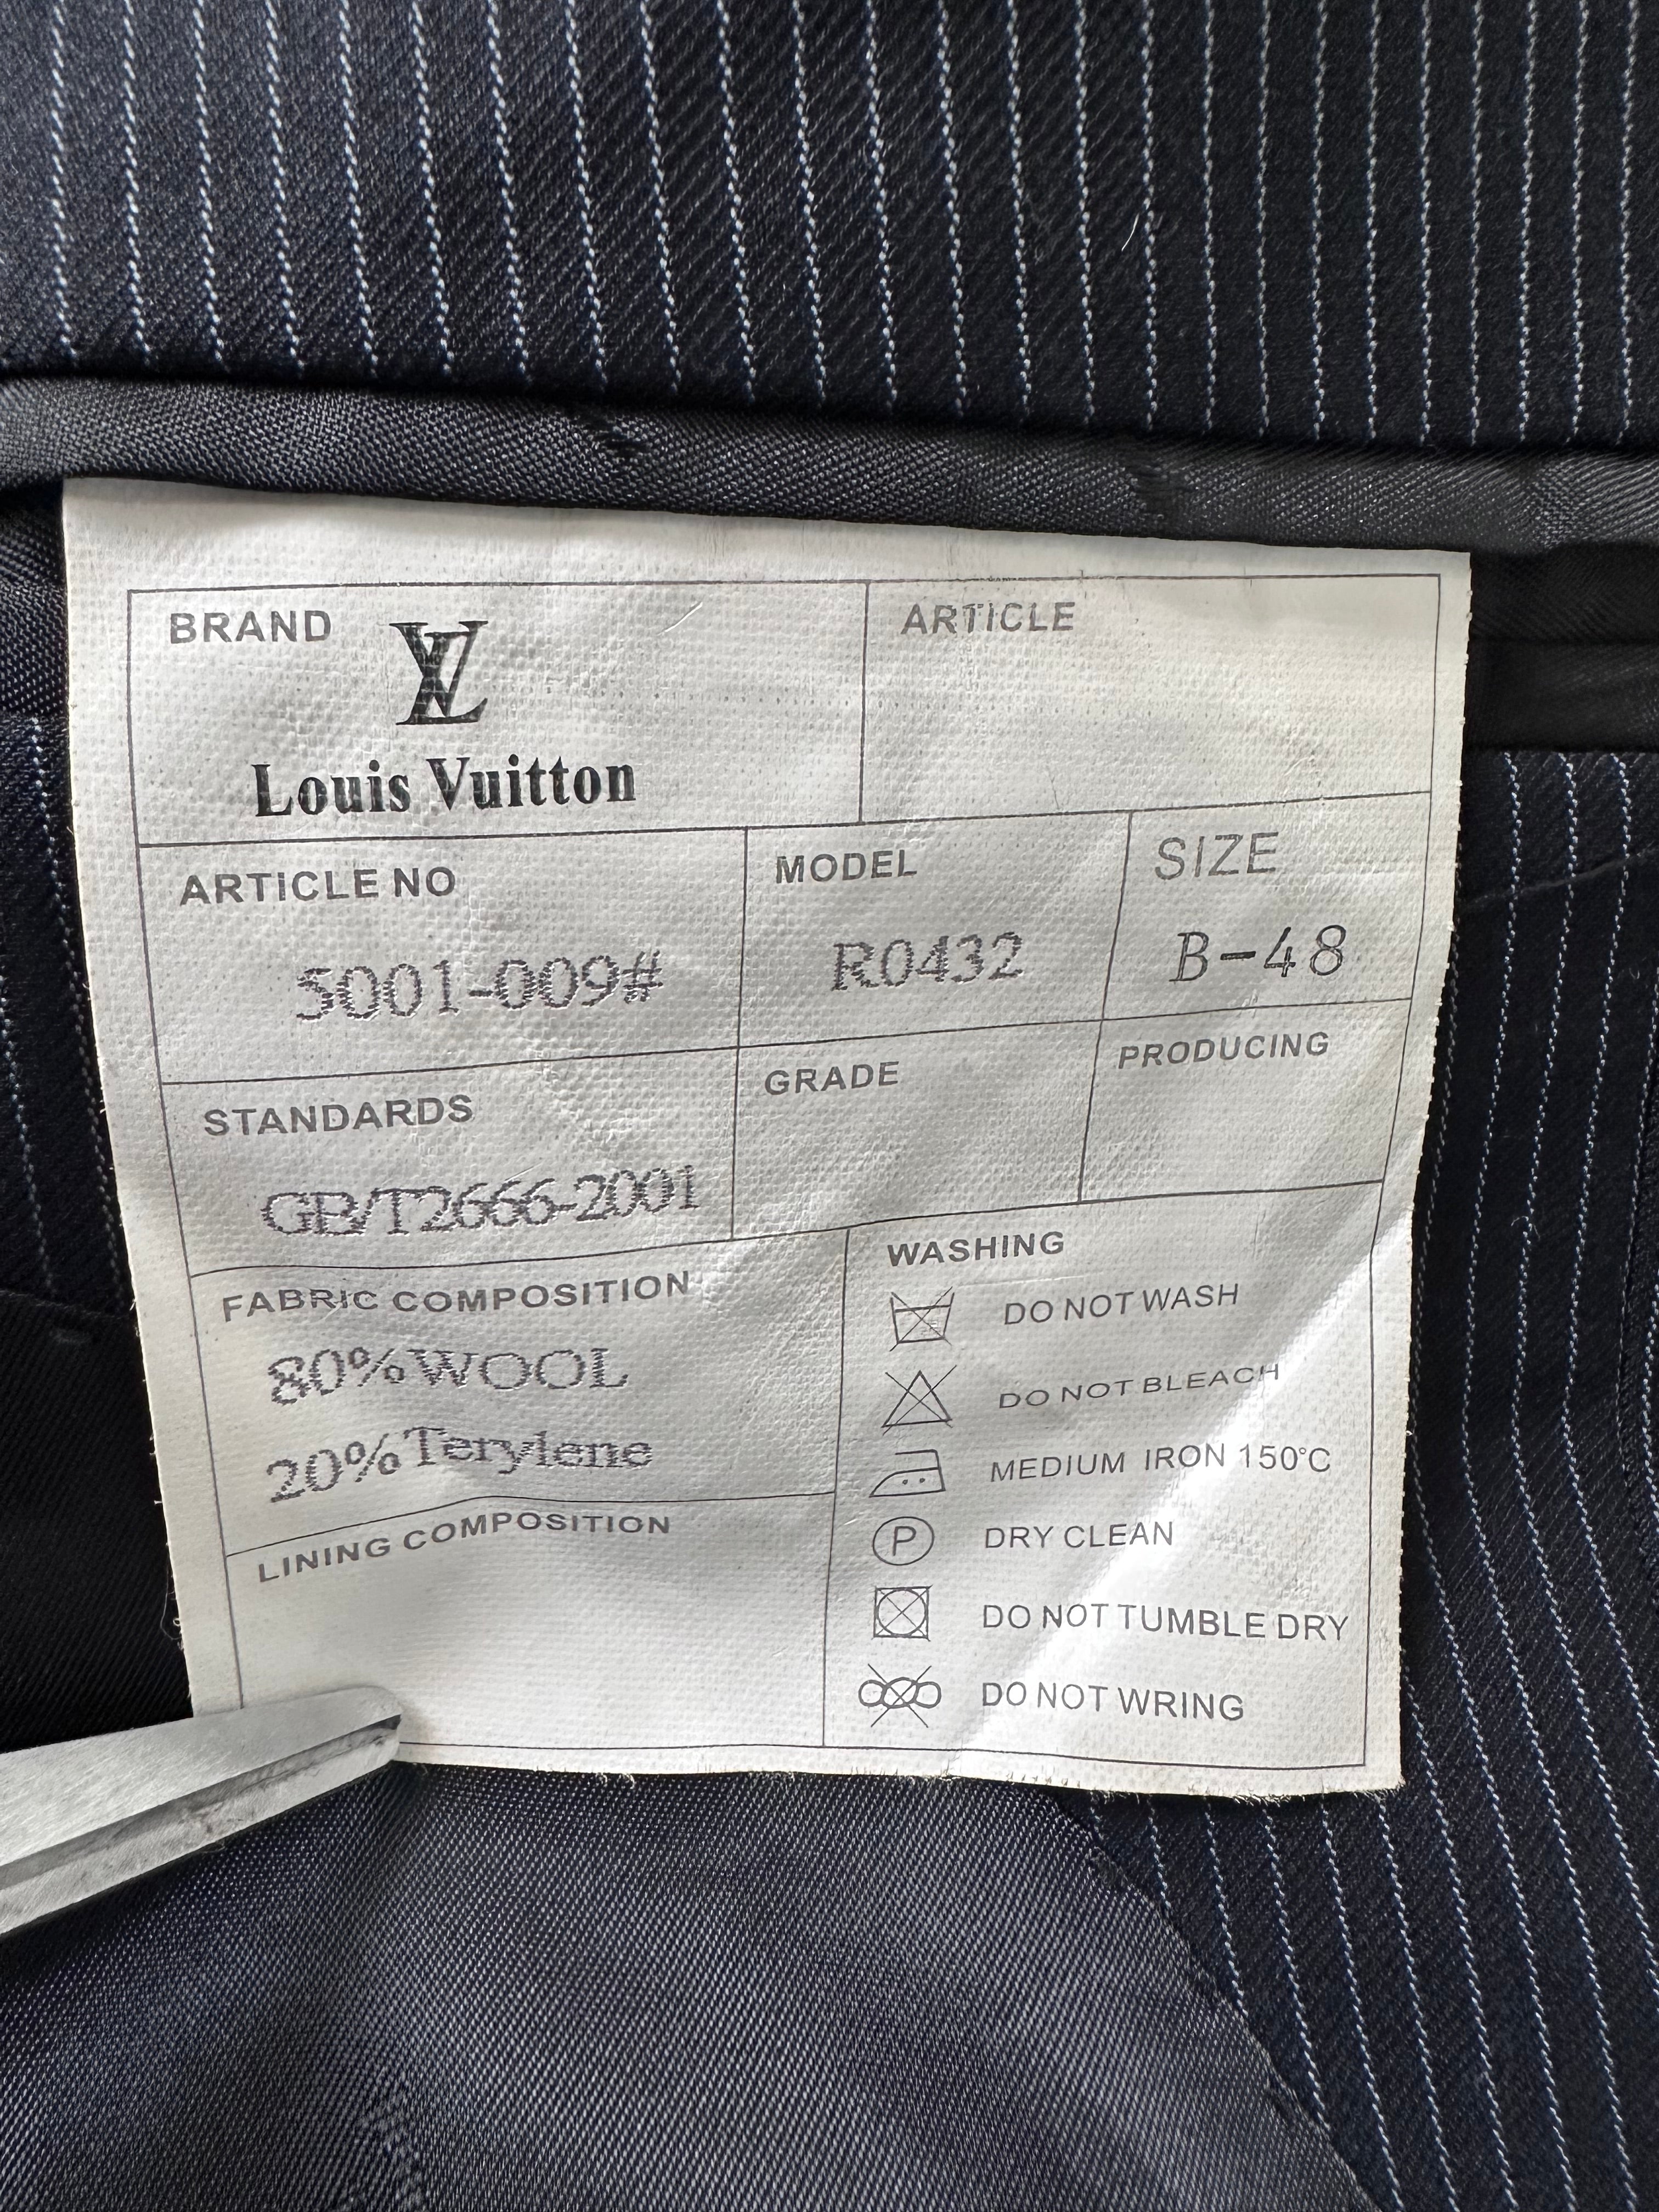 BRAND
LV
Louis Vuitton
ARTICLE
ARTICLE NO
5001-009#
MODEL
R0432
SIZE
B-48
STANDARDS
GB/T2666-2001
GRADE
PRODUCING
FABRIC COMPOSITION
80%WOOL
20%Terylene
LINING COMPOSITION
WASHING
DO NOT WASH
DO NOT BLEACH
MEDIUM IRON 150°C
P DRY CLEAN
DO NOT TUMBLE DRY
DO NOT WRING